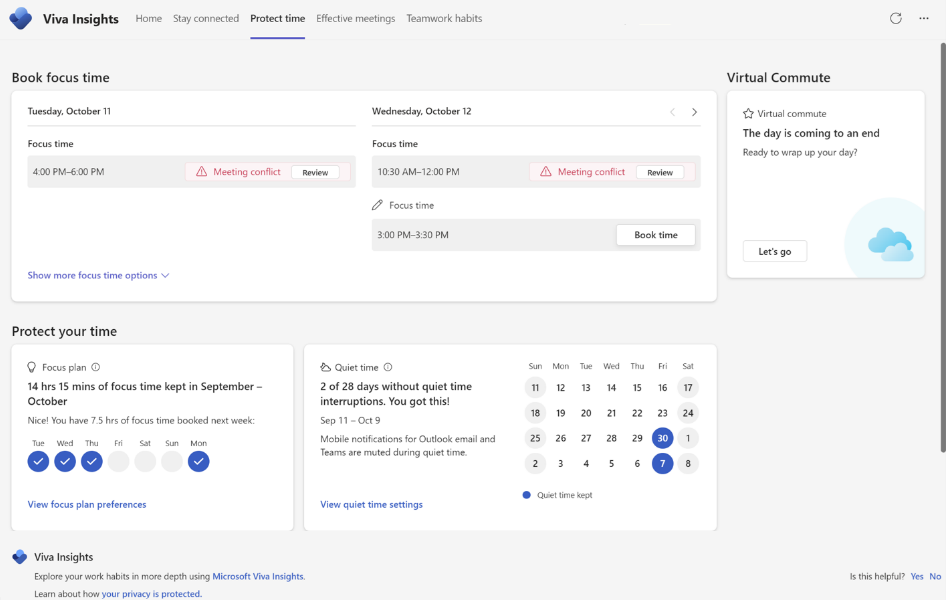 Viva Insights Home Stay connected Protect time Effective meetings Teamwork habits
Book focus time
Tuesday, October 11
Focus time
4:00 PM–6:00 PM Meeting conflict Review
Show more focus time options
Wednesday, October 12
Focus time
10:30 AM–12:00 PM Meeting conflict Review
Focus time
3:00 PM–3:30 PM Book time
Virtual Commute
Virtual commute
The day is coming to an end
Ready to wrap up your day?
Let's go
Protect your time
Focus plan
14 hrs 15 mins of focus time kept in September –
October
Nice! You have 7.5 hrs of focus time booked next week:
Tue Wed Thu Fri Sat Sun Mon
View focus plan preferences
Quiet time
2 of 28 days without quiet time
interruptions. You got this!
Sep 11 – Oct 9
Mobile notifications for Outlook email and
Teams are muted during quiet time.
View quiet time settings
Sun Mon Tue Wed Thu Fri Sat
11 12 13 14 15 16 17
18 19 20 21 22 23 24
25 26 27 28 29 30 1
2 3 4 5 6 7 8
Quiet time kept
Viva Insights
Explore your work habits in more depth using Microsoft Viva Insights.
Is this helpful? Yes No
Learn about how your privacy is protected.